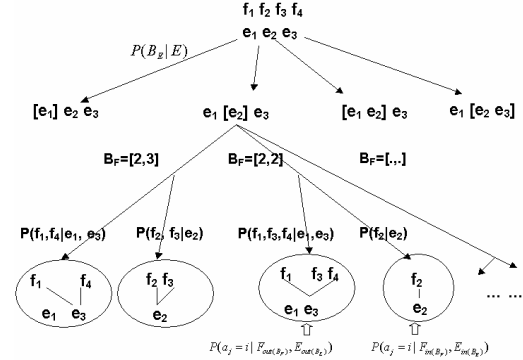 f1 f2 f3 f4
e1 e2 e3
P(B_E | E)
[e1] e2 e3
e1 [e2] e3
[e1 e2] e3
e1 [e2 e3]
B_F=[2,3]
B_F=[2,2]
B_F=[.,.]
P(f1,f4|e1, e3)
P(f2, f3|e2)
P(f1,f3,f4|e1,e3)
P(f2|e2)
f1 f4
e1 e3
f2 f3
e2
f1 f3 f4
e1 e3
f2
e2
... ...
P(a_j = i | F_out(B_F), E_out(B_E))
P(a_j = i | F_in(B_F), E_in(B_E))